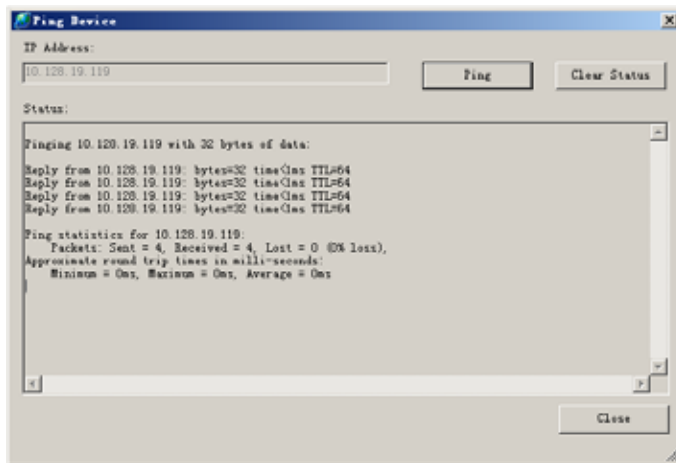 Ping Device
IP Address:
10.128.19.119
Ping
Clear Status
Status:
Pinging 10.128.19.119 with 32 bytes of data:
Reply from 10.128.19.119: bytes=32 time<1ms TTL=64
Reply from 10.128.19.119: bytes=32 time<1ms TTL=64
Reply from 10.128.19.119: bytes=32 time<1ms TTL=64
Reply from 10.128.19.119: bytes=32 time<1ms TTL=64
Ping statistics for 10.128.19.119:
Packets: Sent = 4, Received = 4, Lost = 0 (0% loss),
Approximate round trip times in milli-seconds:
Minimum = 0ms, Maximum = 0ms, Average = 0ms
Close